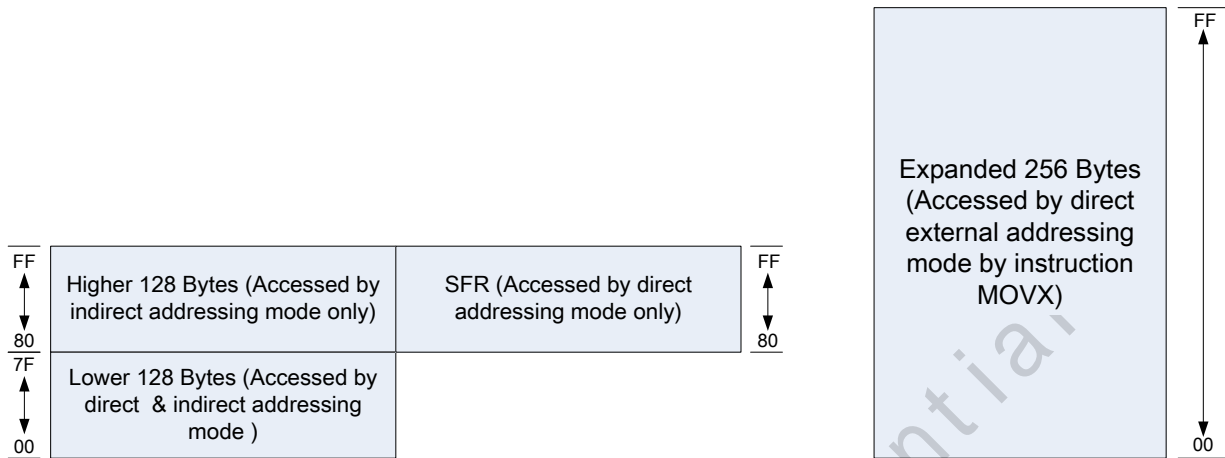 FF
Higher 128 Bytes (Accessed by
indirect addressing mode only)
80
SFR (Accessed by direct
addressing mode only)
FF
80
7F
Lower 128 Bytes (Accessed by
direct & indirect addressing
mode )
00
FF
Expanded 256 Bytes
(Accessed by direct
external addressing
mode by instruction
MOVX)
00
ntial